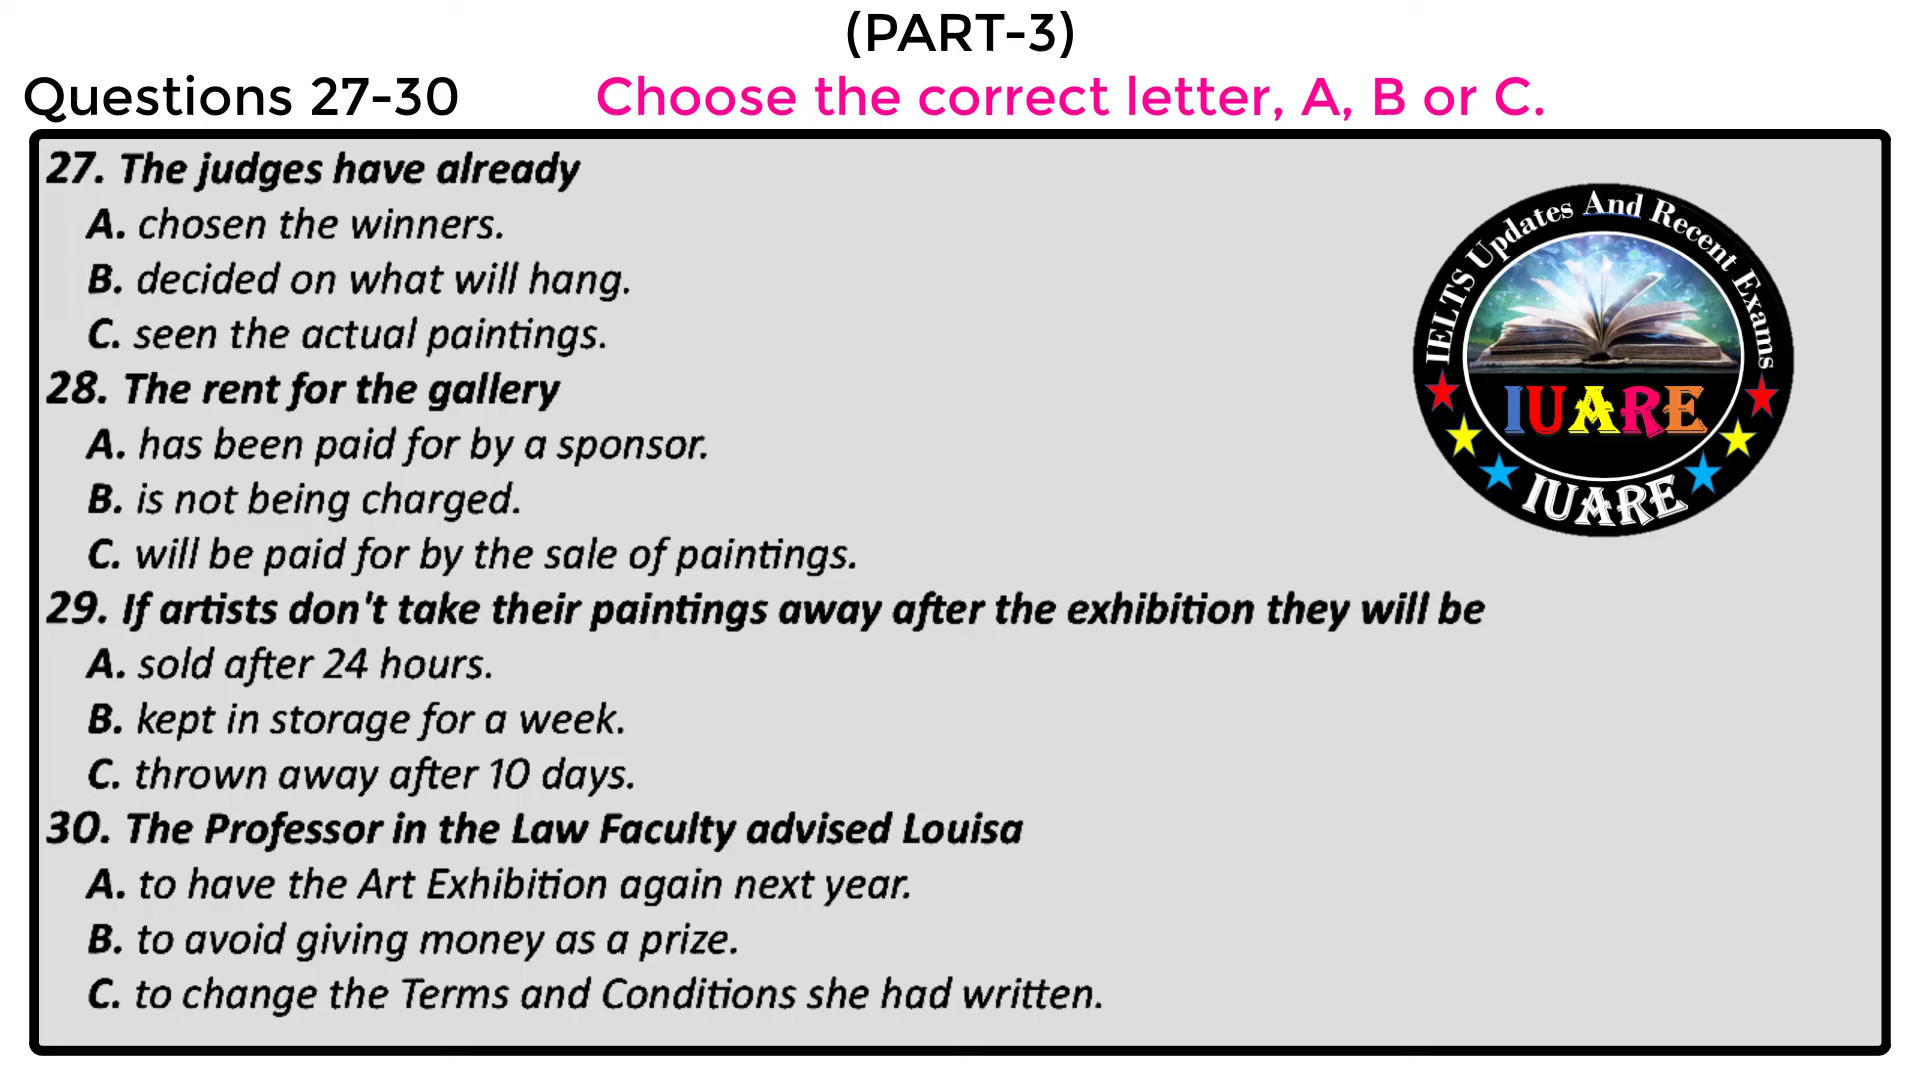 (PART-3)
Questions 27-30 Choose the correct letter, A, B or C.
27. The judges have already
A. chosen the winners.
B. decided on what will hang.
C. seen the actual paintings.
28. The rent for the gallery
A. has been paid for by a sponsor.
B. is not being charged.
C. will be paid for by the sale of paintings.
29. If artists don't take their paintings away after the exhibition they will be
A. sold after 24 hours.
B. kept in storage for a week.
C. thrown away after 10 days.
30. The Professor in the Law Faculty advised Louisa
A. to have the Art Exhibition again next year.
B. to avoid giving money as a prize.
C. to change the Terms and Conditions she had written.
IELTS Updates And Recent Exams
IUARE
IUARE